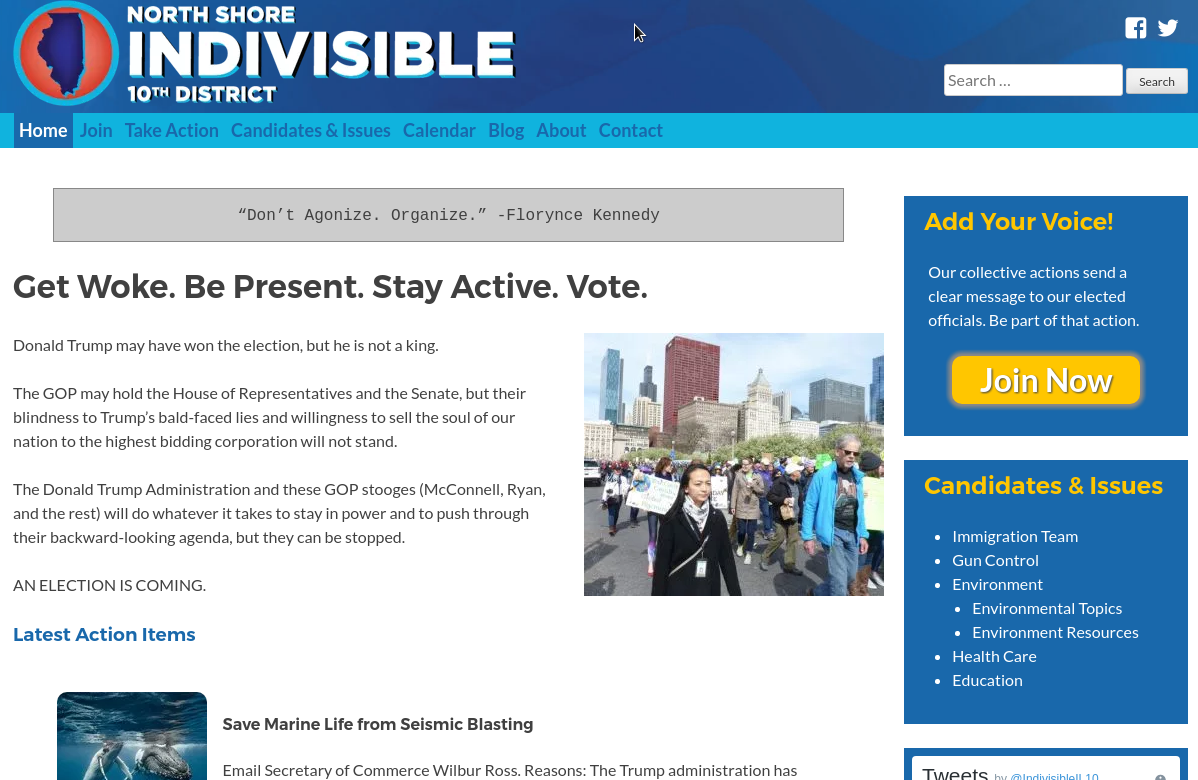 NORTH SHORE
INDIVISIBLE
10TH DISTRICT
Search ...
Search
Home Join Take Action Candidates & Issues Calendar Blog About Contact
“Don’t Agonize. Organize.” -Florynce Kennedy
Get Woke. Be Present. Stay Active. Vote.
Donald Trump may have won the election, but he is not a king.
The GOP may hold the House of Representatives and the Senate, but their
blindness to Trump’s bald-faced lies and willingness to sell the soul of our
nation to the highest bidding corporation will not stand.
The Donald Trump Administration and these GOP stooges (McConnell, Ryan,
and the rest) will do whatever it takes to stay in power and to push through
their backward-looking agenda, but they can be stopped.
AN ELECTION IS COMING.
Latest Action Items
Save Marine Life from Seismic Blasting
Email Secretary of Commerce Wilbur Ross. Reasons: The Trump administration has
Add Your Voice!
Our collective actions send a
clear message to our elected
officials. Be part of that action.
Join Now
Candidates & Issues
Immigration Team
Gun Control
Environment
Environmental Topics
Environment Resources
Health Care
Education
Tweets by @IndivisibleIL10